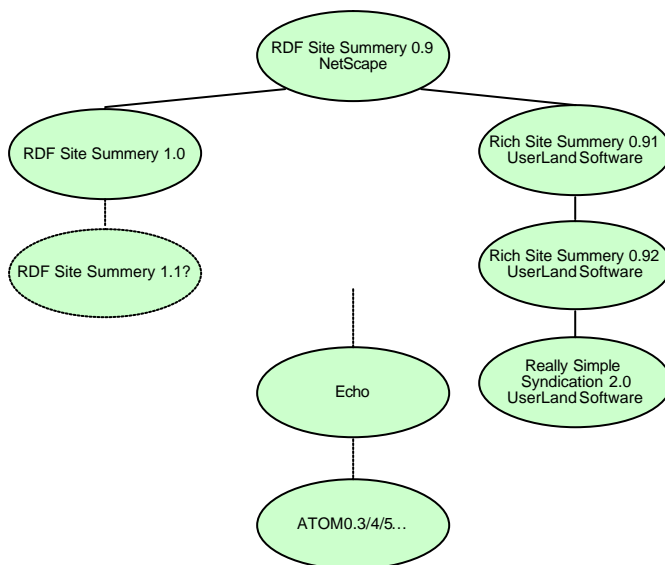 RDF Site Summery 0.9
NetScape
RDF Site Summery 1.0
Rich Site Summery 0.91
UserLand Software
RDF Site Summery 1.1?
Rich Site Summery 0.92
UserLand Software
Really Simple
Syndication 2.0
UserLand Software
Echo
ATOM0.3/4/5...